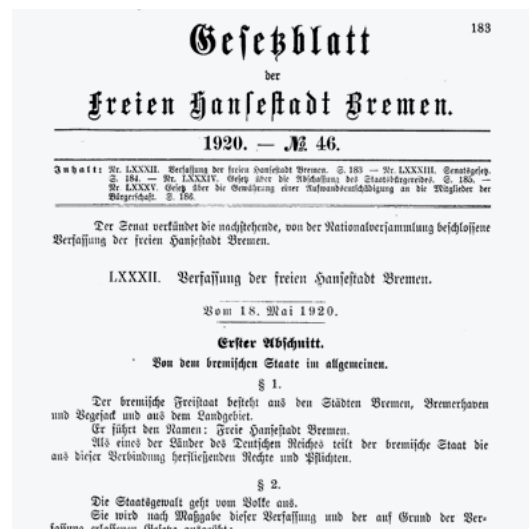 183
Gesetzblatt
der
Freien Hansestadt Bremen.
1920. — № 46.
Inhalt: Nr. LXXXII. Verfassung der freien Hansestadt Bremen. S. 183 — Nr. LXXXIII. Senatsgesetz.
S. 184. — Nr. LXXXIV. Gesetz über die Abschaffung des Staatsbürgereides. S. 185. —
Nr. LXXXV. Gesetz über die Gewährung einer Aufwandsentschädigung an die Mitglieder der
Bürgerschaft. S. 186.
Der Senat verkündet die nachstehende, von der Nationalversammlung beschlossene
Verfassung der freien Hansestadt Bremen.
LXXXII. Verfassung der freien Hansestadt Bremen.
Vom 18. Mai 1920.
Erster Abschnitt.
Von dem bremischen Staate im allgemeinen.
§ 1.
Der bremische Freistaat besteht aus den Städten Bremen, Bremerhaven
und Vegesack und aus dem Landgebiet.
Er führt den Namen: Freie Hansestadt Bremen.
Als eines der Länder des Deutschen Reiches teilt der bremische Staat die
aus dieser Verbindung herfließenden Rechte und Pflichten.
§ 2.
Die Staatsgewalt geht vom Volke aus.
Sie wird nach Maßgabe dieser Verfassung und der auf Grund der Ver-
fassung erlassenen Gesetze ausgeübt: